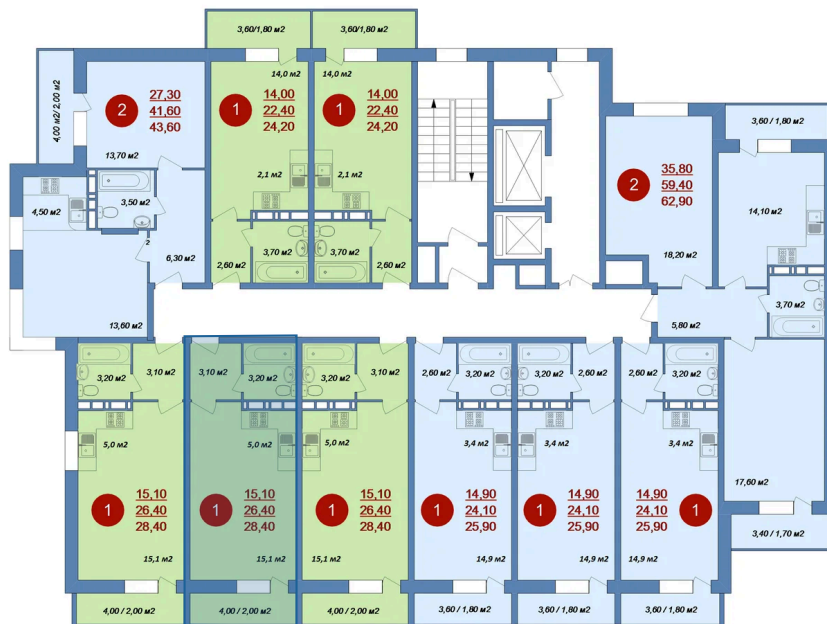 3,60/1,80 м2
3,60/1,80 м2
4,00 м2/ 2,00 м2
2
27,30
41,60
43,60
13,70 м2
14,0 м2
1
14,00
22,40
24,20
2,1 м2
14,0 м2
1
14,00
22,40
24,20
2,1 м2
3,60 / 1,80 м2
2
35,80
59,40
62,90
18,20 м2
14,10 м2
4,50 м2
3,50 м2
2
6,30 м2
13,60 м2
2,60 м2
3,70 м2
3,70 м2
2,60 м2
5,80 м2
3,70 м2
17,60 м2
3,40 / 1,70 м2
3,20 м2
3,10 м2
3,10 м2
3,20 м2
3,20 м2
3,10 м2
2,60 м2
3,20 м2
3,20 м2
2,60 м2
2,60 м2
3,20 м2
5,0 м2
5,0 м2
5,0 м2
3,4 м2
3,4 м2
3,4 м2
1
15,10
26,40
28,40
15,1 м2
1
15,10
26,40
28,40
15,1 м2
1
15,10
26,40
28,40
15,1 м2
1
14,90
24,10
25,90
14,9 м2
1
14,90
24,10
25,90
14,9 м2
14,90
24,10
25,90
1
14,9 м2
4,00 / 2,00 м2
4,00 / 2,00 м2
4,00 / 2,00 м2
3,60 / 1,80 м2
3,60 / 1,80 м2
3,60 / 1,80 м2